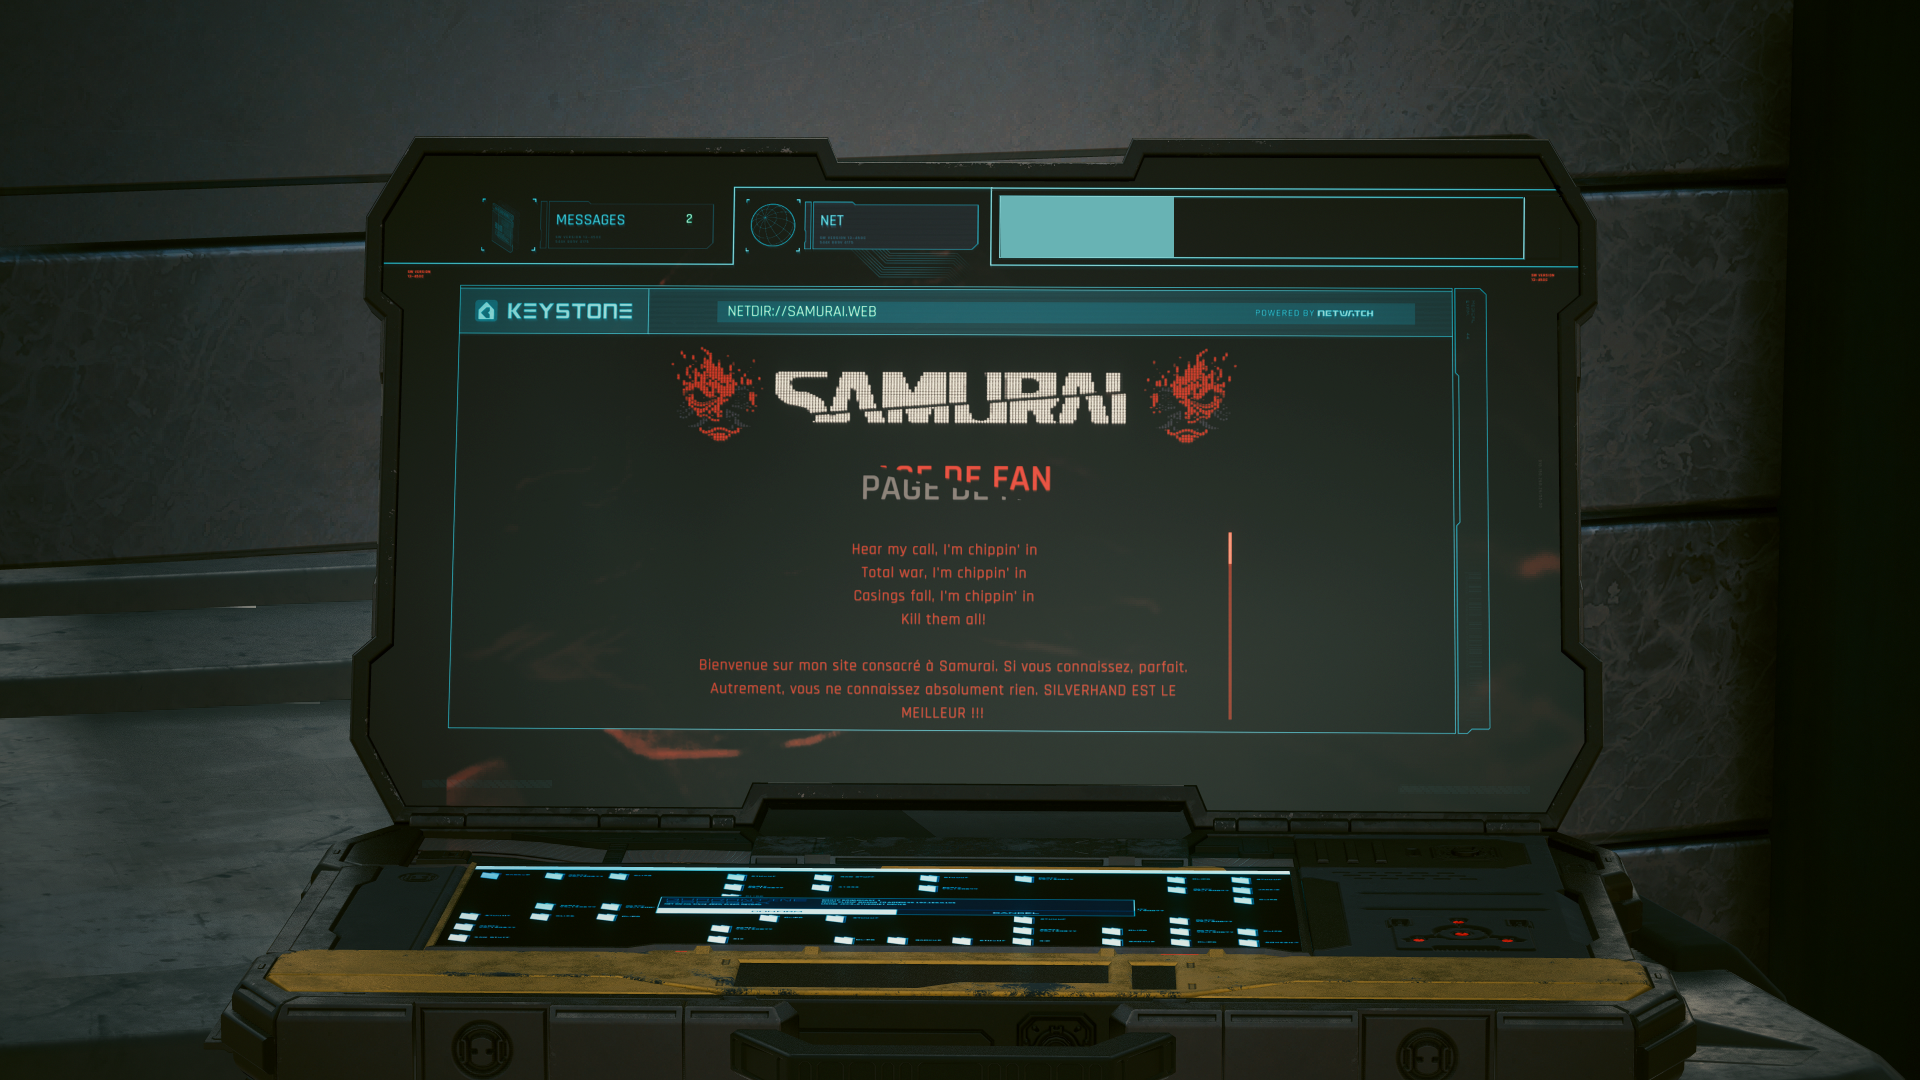 MESSAGES 2
NET
KEYSTONE
NETDIR://SAMURAI.WEB
POWERED BY NETWATCH
SAMURAI
PAGE DE FAN
Hear my call, I'm chippin' in
Total war, I'm chippin' in
Casings fall, I'm chippin' in
Kill them all!
Bienvenue sur mon site consacré à Samurai. Si vous connaissez, parfait.
Autrement, vous ne connaissez absolument rien. SILVERHAND EST LE
MEILLEUR !!!